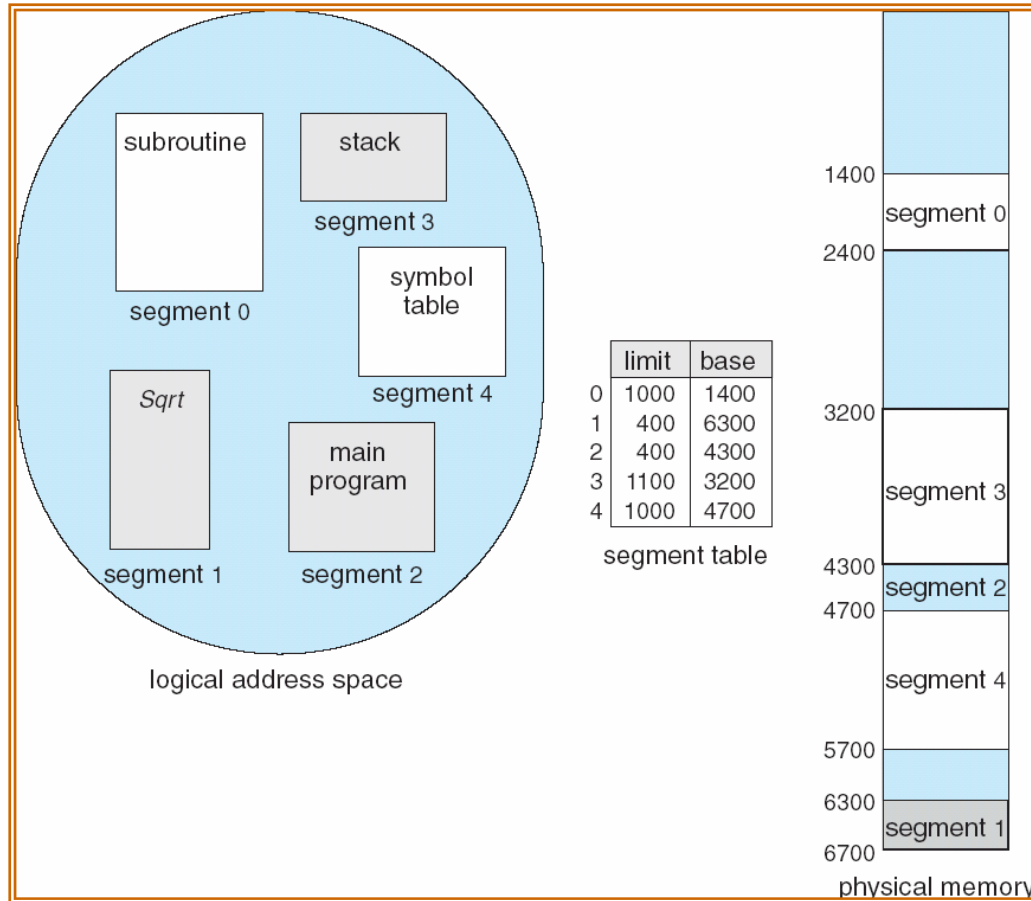 subroutine
segment 0
stack
segment 3
symbol
table
segment 4
Sqrt
segment 1
main
program
segment 2
logical address space
limit base
0 1000 1400
1 400 6300
2 400 4300
3 1100 3200
4 1000 4700
segment table
1400
segment 0
2400
3200
segment 3
4300
segment 2
4700
segment 4
5700
6300
segment 1
6700
physical memory